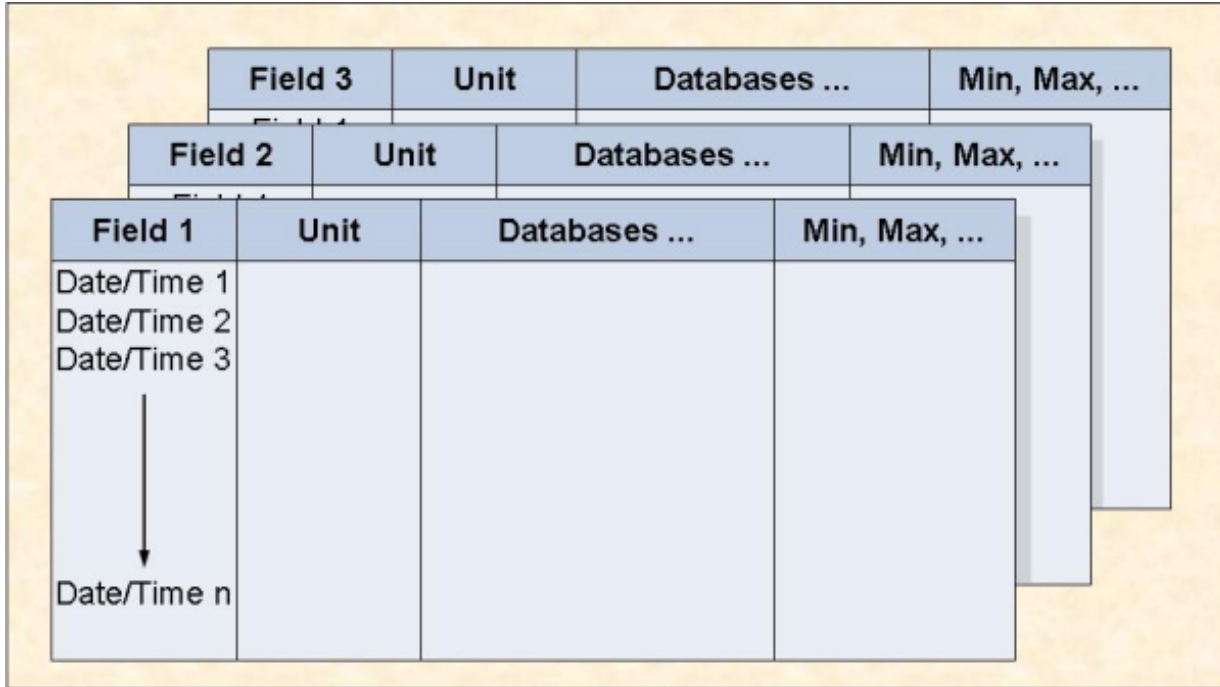 Field 3 Unit Databases ... Min, Max, ...
Field 2 Unit Databases ... Min, Max, ...
Field 1 Unit Databases ... Min, Max, ...
Date/Time 1
Date/Time 2
Date/Time 3
Date/Time n